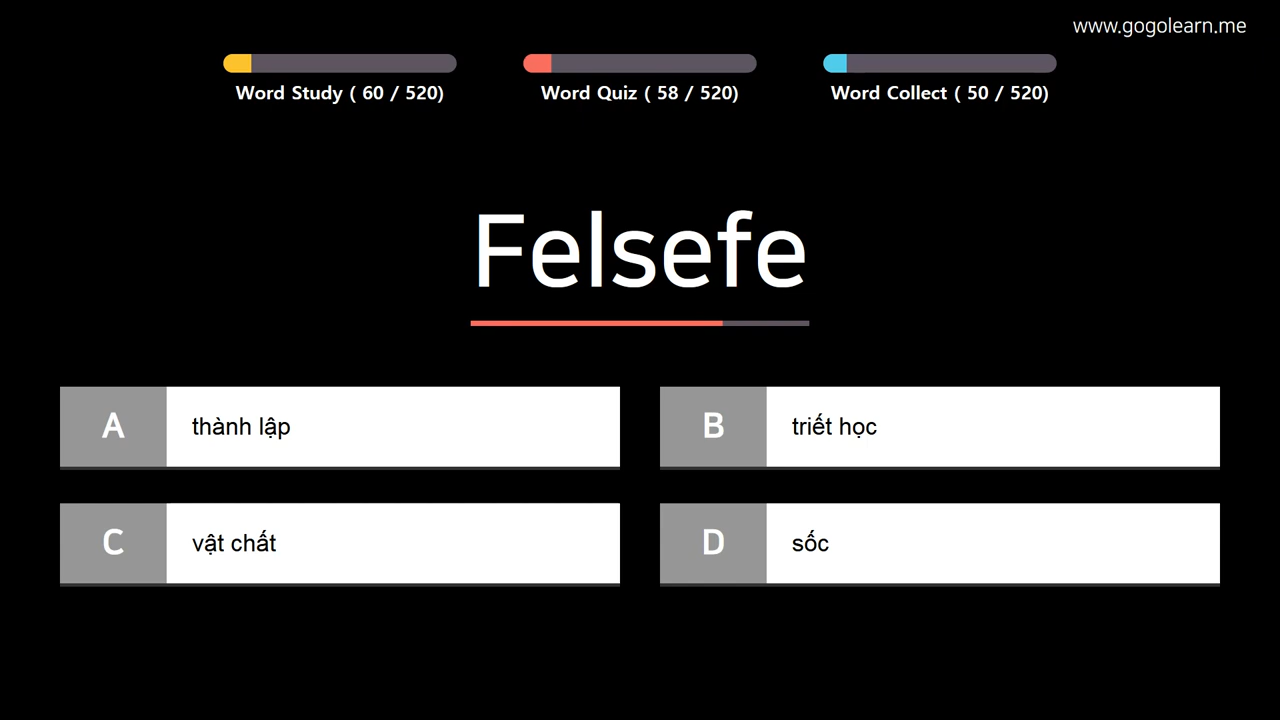 www.gogolearn.me
Word Study ( 60 / 520)
Word Quiz ( 58 / 520)
Word Collect ( 50 / 520)
Felsefe
A thành lập
B triết học
C vật chất
D sốc